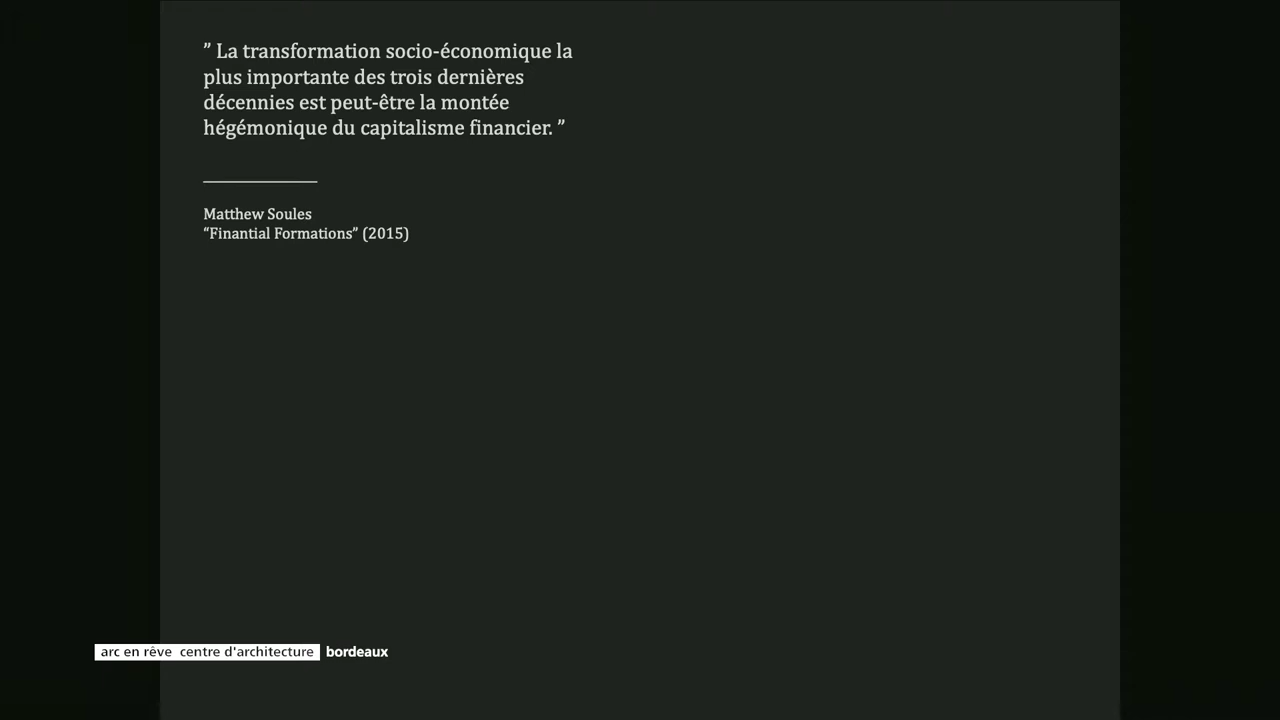 ” La transformation socio-économique la
plus importante des trois dernières
décennies est peut-être la montée
hégémonique du capitalisme financier. ”
Matthew Soules
“Finantial Formations” (2015)
arc en rêve centre d'architecture bordeaux